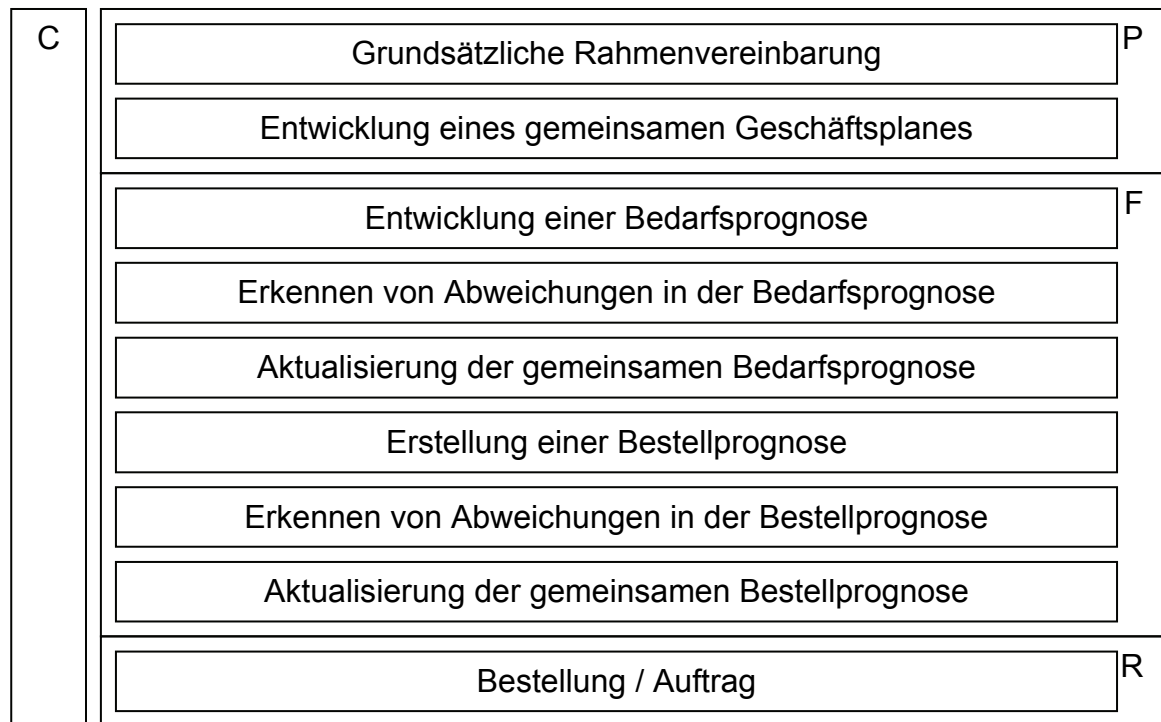 C
Grundsätzliche Rahmenvereinbarung
P
Entwicklung eines gemeinsamen Geschäftsplanes
Entwicklung einer Bedarfsprognose
F
Erkennen von Abweichungen in der Bedarfsprognose
Aktualisierung der gemeinsamen Bedarfsprognose
Erstellung einer Bestellprognose
Erkennen von Abweichungen in der Bestellprognose
Aktualisierung der gemeinsamen Bestellprognose
Bestellung / Auftrag
R